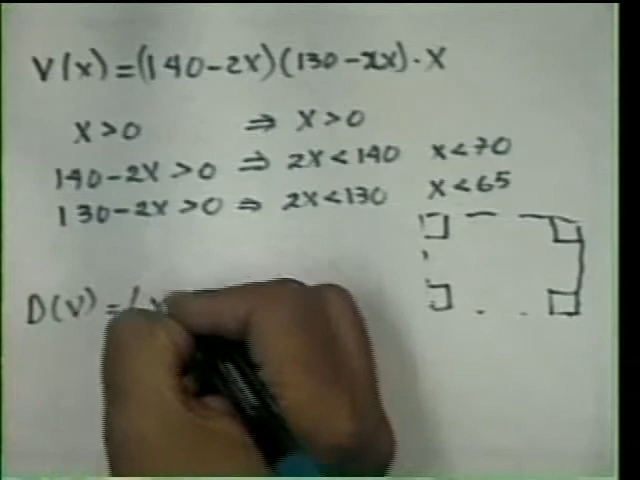 V(x)=(140-2x)(130-2x)·x
x>0 ⇒ x>0
140-2x>0 ⇒ 2x<140 x<70
130-2x>0 ⇒ 2x<130 x<65
D(V)=